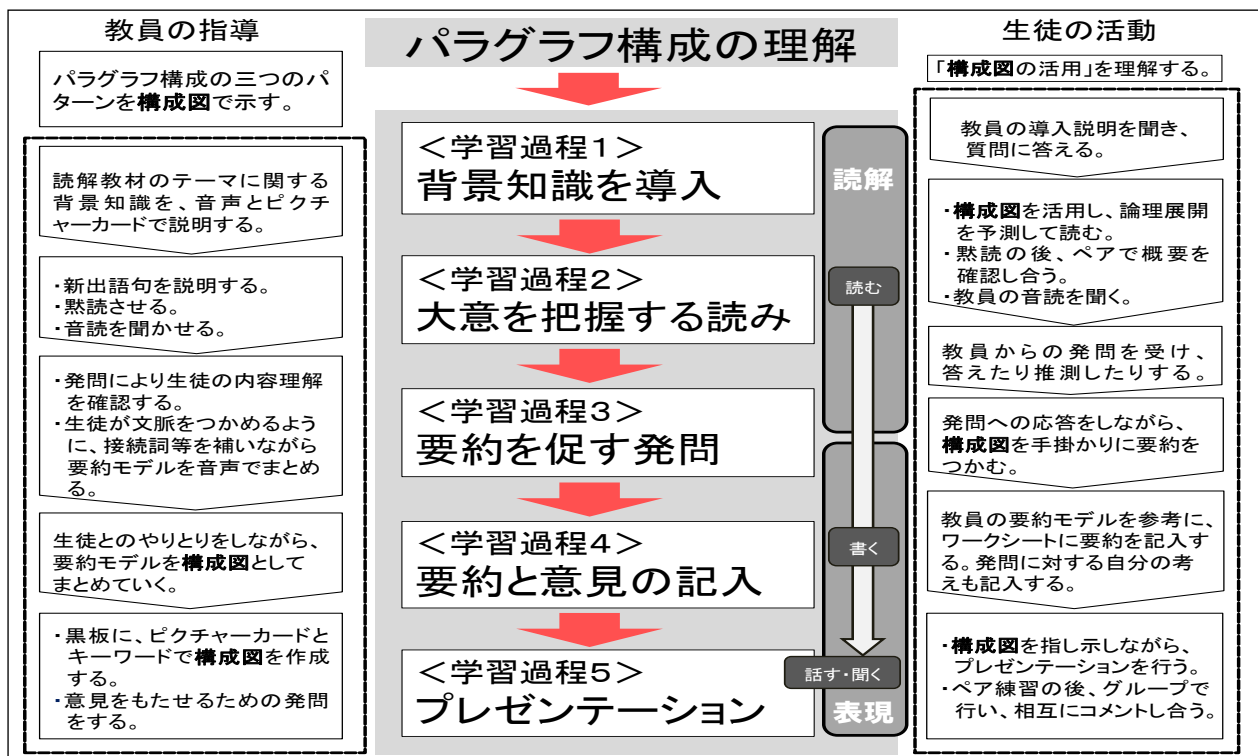 教員の指導
パラグラフ構成の三つのパ
ターンを構成図で示す。
読解教材のテーマに関する
背景知識を、音声とピクチ
ャーカードで説明する。
・新出語句を説明する。
・黙読させる。
・音読を聞かせる。
・発問により生徒の内容理解
を確認する。
・生徒が文脈をつかめるよう
に、接続詞等を補いながら
要約モデルを音声でまとめ
る。
生徒とのやりとりをしながら、
要約モデルを構成図として
まとめていく。
・黒板に、ピクチャーカードと
キーワードで構成図を作成
する。
・意見をもたせるための発問
をする。
パラグラフ構成の理解
＜学習過程1＞
背景知識を導入
＜学習過程2＞
大意を把握する読み
＜学習過程3＞
要約を促す発問
＜学習過程4＞
要約と意見の記入
＜学習過程5＞
プレゼンテーション
読解
読む
書く
話す・聞く
表現
生徒の活動
「構成図の活用」を理解する。
教員の導入説明を聞き、
質問に答える。
・構成図を活用し、論理展開
を予測して読む。
・黙読の後、ペアで概要を
確認し合う。
・教員の音読を聞く。
教員からの発問を受け、
答えたり推測したりする。
発問への応答をしながら、
構成図を手掛かりに要約を
つかむ。
教員の要約モデルを参考に、
ワークシートに要約を記入す
る。発問に対する自分の考
えも記入する。
・構成図を指し示しながら、
プレゼンテーションを行う。
・ペア練習の後、グループで
行い、相互にコメントし合う。